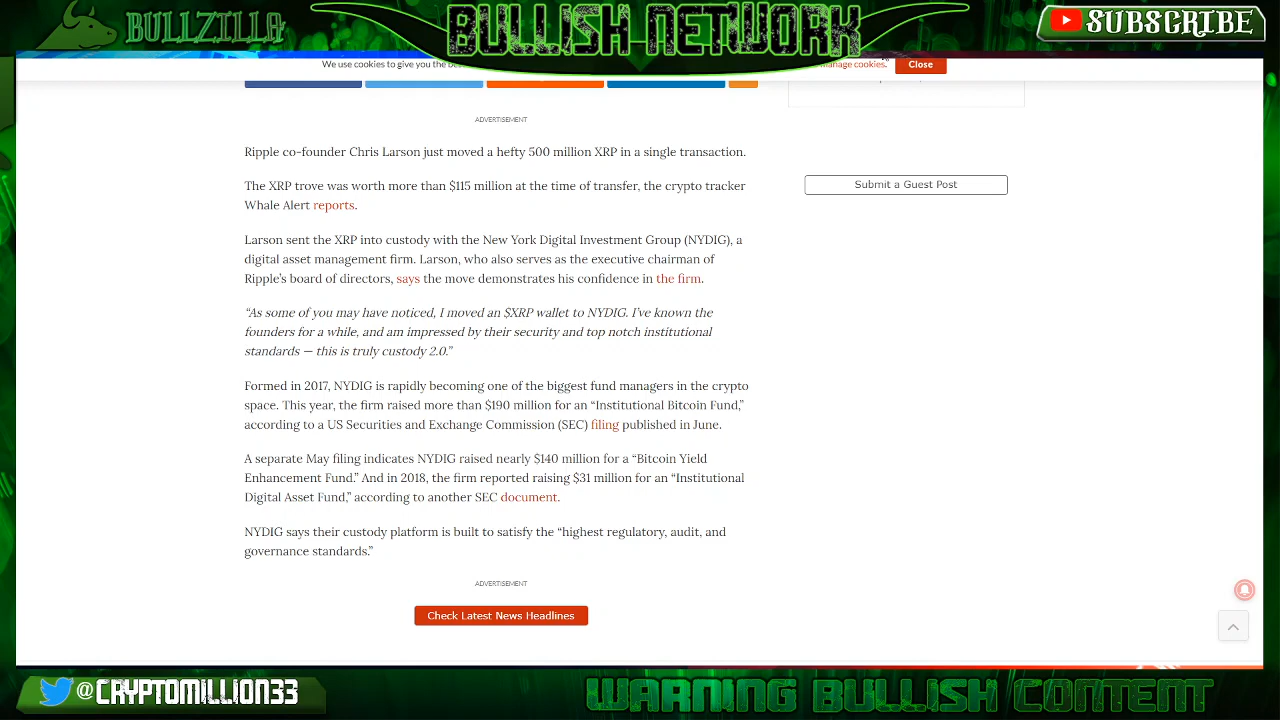 BULLZILLA
BULLISH NETWORK
SUBSCRIBE
We use cookies to give you the
manage cookies.
Close
ADVERTISEMENT
Ripple co-founder Chris Larson just moved a hefty 500 million XRP in a single transaction.
The XRP trove was worth more than $115 million at the time of transfer, the crypto tracker
Whale Alert reports.
Submit a Guest Post
Larson sent the XRP into custody with the New York Digital Investment Group (NYDIG), a
digital asset management firm. Larson, who also serves as the executive chairman of
Ripple’s board of directors, says the move demonstrates his confidence in the firm.
“As some of you may have noticed, I moved an $XRP wallet to NYDIG. I’ve known the
founders for a while, and am impressed by their security and top notch institutional
standards — this is truly custody 2.0.”
Formed in 2017, NYDIG is rapidly becoming one of the biggest fund managers in the crypto
space. This year, the firm raised more than $190 million for an “Institutional Bitcoin Fund,”
according to a US Securities and Exchange Commission (SEC) filing published in June.
A separate May filing indicates NYDIG raised nearly $140 million for a “Bitcoin Yield
Enhancement Fund.” And in 2018, the firm reported raising $31 million for an “Institutional
Digital Asset Fund,” according to another SEC document.
NYDIG says their custody platform is built to satisfy the “highest regulatory, audit, and
governance standards.”
ADVERTISEMENT
Check Latest News Headlines
@CRYPTOMILLION33
WARNING BULLISH CONTENT